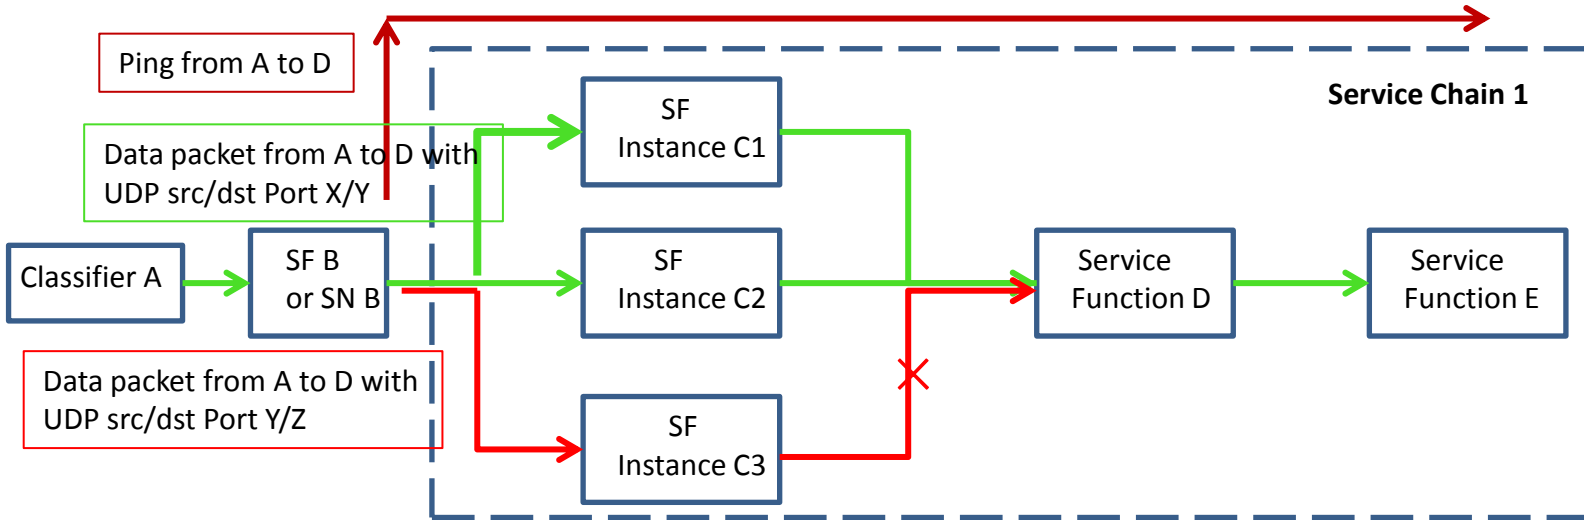 Ping from A to D
Service Chain 1
SF
Instance C1
Data packet from A to D with
UDP src/dst Port X/Y
Classifier A
SF B
or SN B
SF
Instance C2
Service
Function D
Service
Function E
Data packet from A to D with
UDP src/dst Port Y/Z
SF
Instance C3